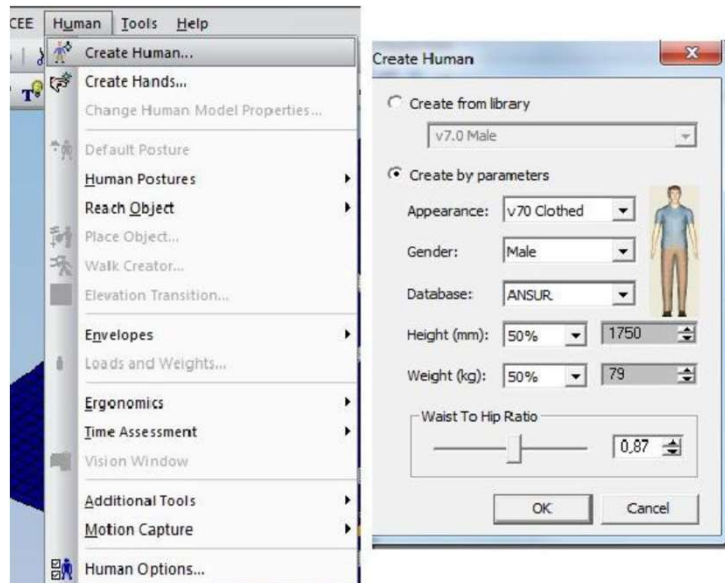 CEE Human Tools Help
Create Human...
Create Hands...
Change Human Model Properties...
Default Posture
Human Postures
Reach Object
Place Object...
Walk Creator...
Elevation Transition...
Envelopes
Loads and Weights...
Ergonomics
Time Assessment
Vision Window
Additional Tools
Motion Capture
Human Options...
Create Human
Create from library
v7.0 Male
Create by parameters
Appearance: v70 Clothed
Gender: Male
Database: ANSUR
Height (mm): 50% 1750
Weight (kg): 50% 79
Waist To Hip Ratio
0,87
OK Cancel